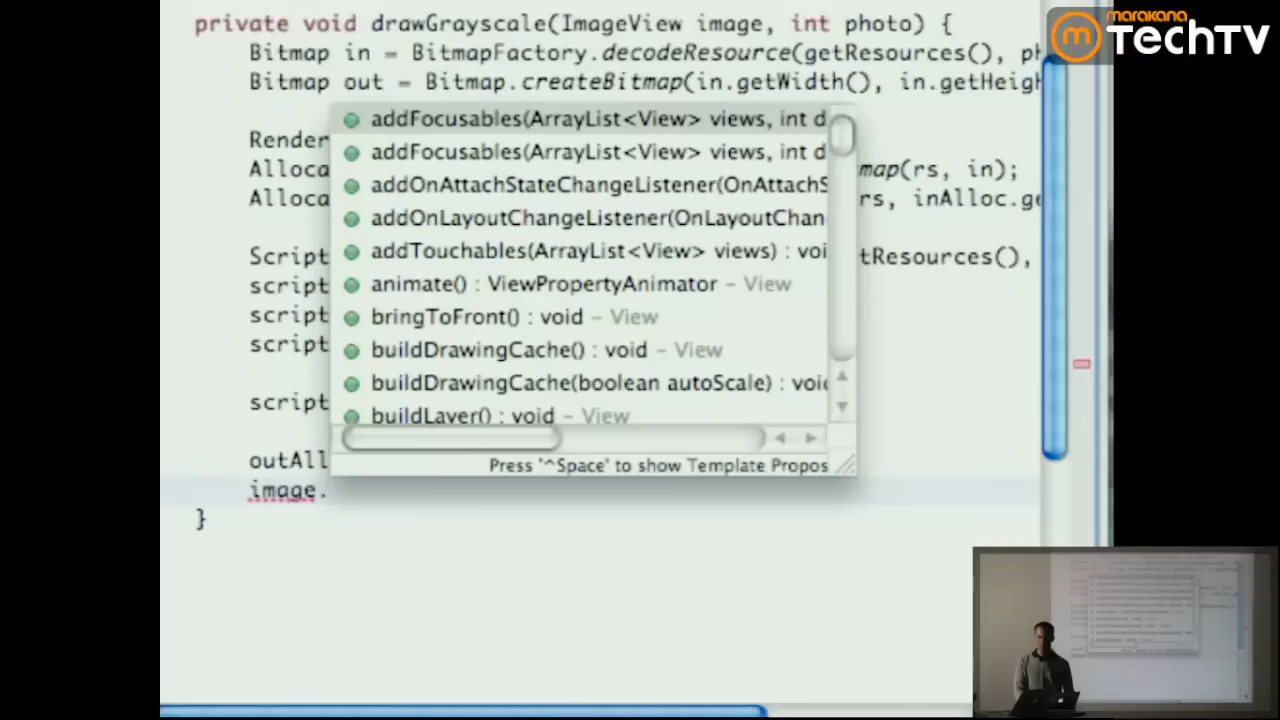 private void drawGrayscale(ImageView image, int photo) {
marakana
TechTV
Bitmap in = BitmapFactory.decodeResource(getResources(), ph
Bitmap out = Bitmap.createBitmap(in.getWidth(), in.getHeigh
addFocusables(ArrayList<View> views, int d
Render
addFocusables(ArrayList<View> views, int d
Alloca map(rs, in);
addOnAttachStateChangeListener(OnAttachS
Alloca rs, inAlloc.ge
addOnLayoutChangeListener(OnLayoutChan
Script tResources(),
addTouchables(ArrayList<View> views) : voi
script
animate() : ViewPropertyAnimator – View
script
bringToFront() : void – View
script
buildDrawingCache() : void – View
buildDrawingCache(boolean autoScale) : voi
script
buildLayer() : void – View
outAll
Press '^Space' to show Template Propos
image.
}